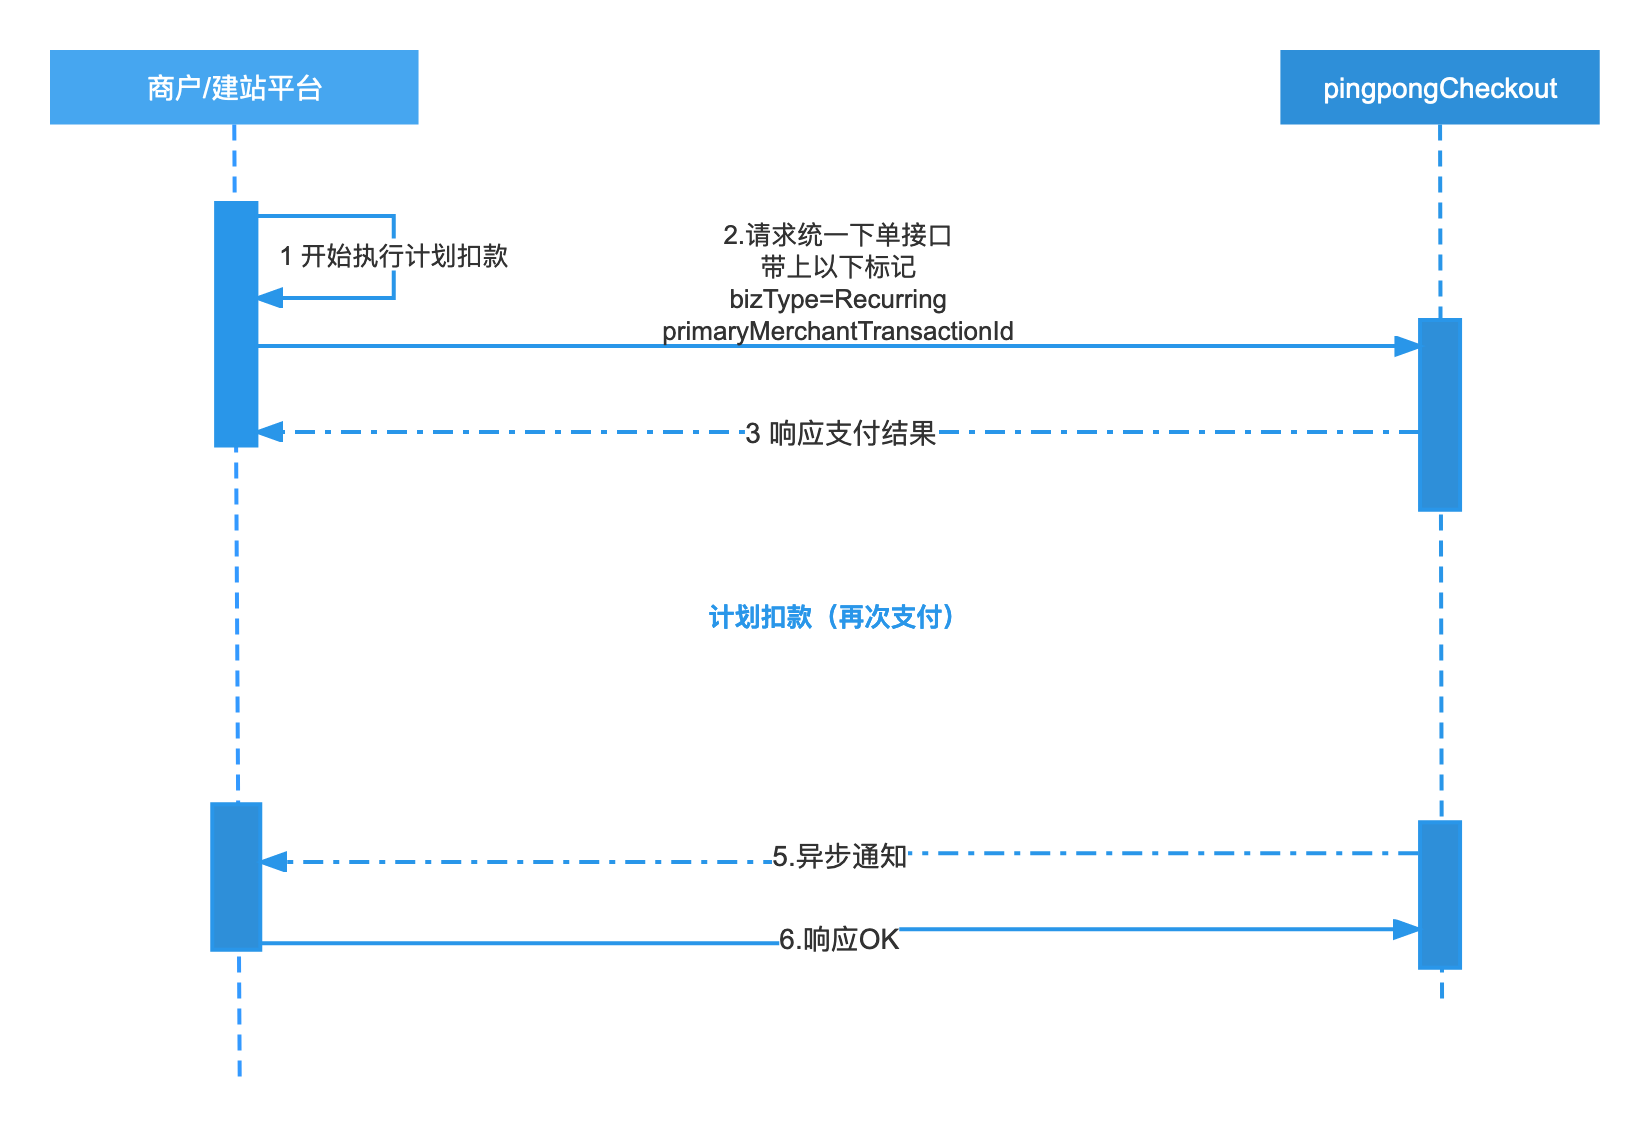 商户/建站平台
pingpongCheckout
1 开始执行计划扣款
2.请求统一下单接口
带上以下标记
bizType=Recurring
primaryMerchantTransactionId
3 响应支付结果
计划扣款（再次支付）
5.异步通知
6.响应OK